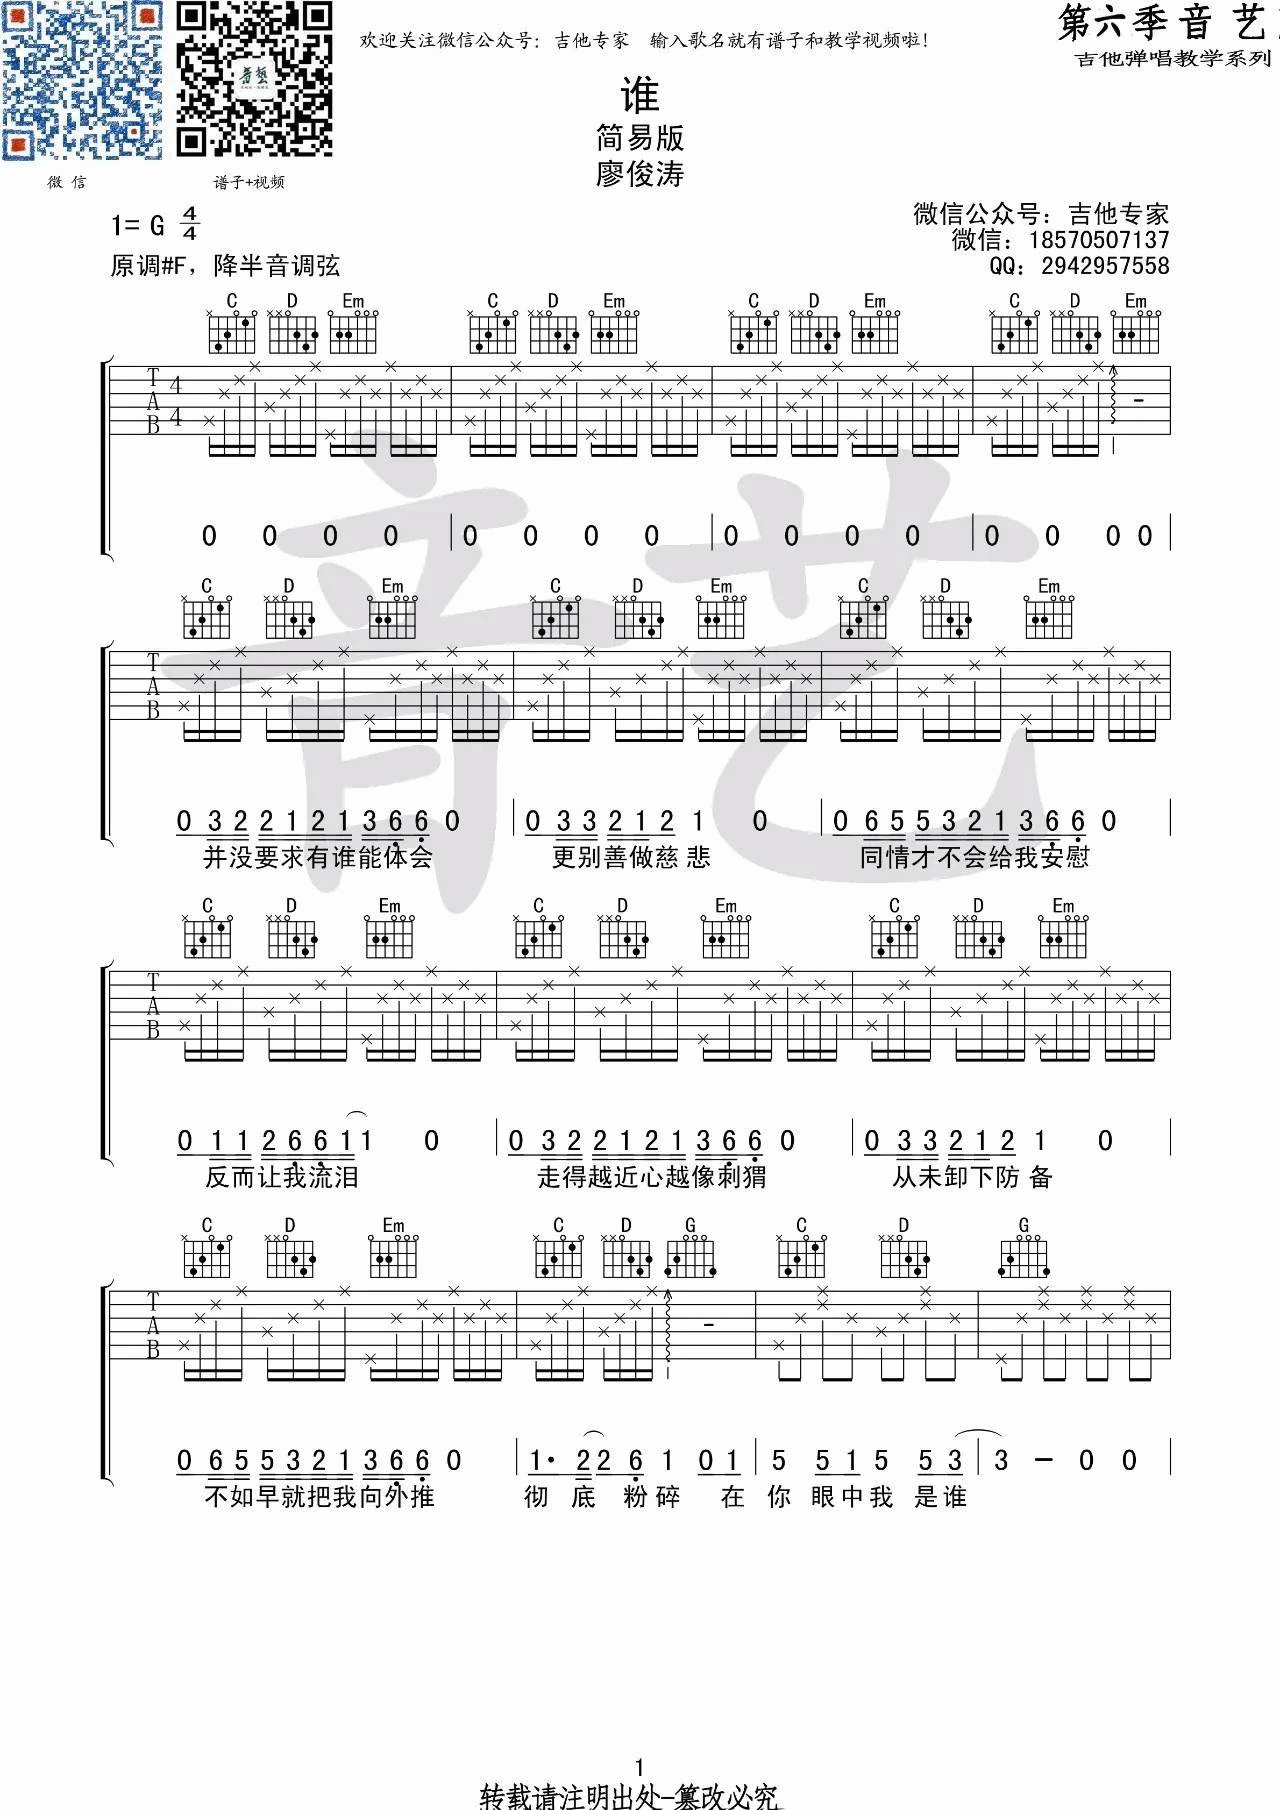 欢迎关注微信公众号：吉他专家　输入歌名就有谱子和教学视频啦！
第六季音艺
吉他弹唱教学系列
音藝
微 信
谱子+视频
谁
简易版
廖俊涛
1= G 4/4
原调#F，降半音调弦
微信公众号：吉他专家
微信：18570507137
QQ：2942957558
C D Em C D Em C D Em C D Em
T A B 4/4
0 0 0 0 | 0 0 0 0 | 0 0 0 0 | 0 0 0 0 |
C D Em C D Em C D Em
T A B
0 3 2 2 1 2 1 3 6 6 0 | 0 3 3 2 1 2 1 0 | 0 6 5 5 3 2 1 3 6 6 0 |
并没要求有谁能体会 更别善做慈 悲 同情才不会给我安慰
C D Em C D Em C D Em
T A B
0 1 1 2 6 6 1 1 0 | 0 3 2 2 1 2 1 3 6 6 0 | 0 3 3 2 1 2 1 0 |
反而让我流泪 走得越近心越像刺猬 从未卸下防 备
C D Em C D G C D G
T A B
0 6 5 5 3 2 1 3 6 6 0 | 1· 2 2 6 1 0 1 | 5 5 1 5 5 3 | 3 － 0 0 |
不如早就把我向外推 彻 底 粉 碎 在 你 眼中我 是谁
音艺
1
转载请注明出处-篡改必究